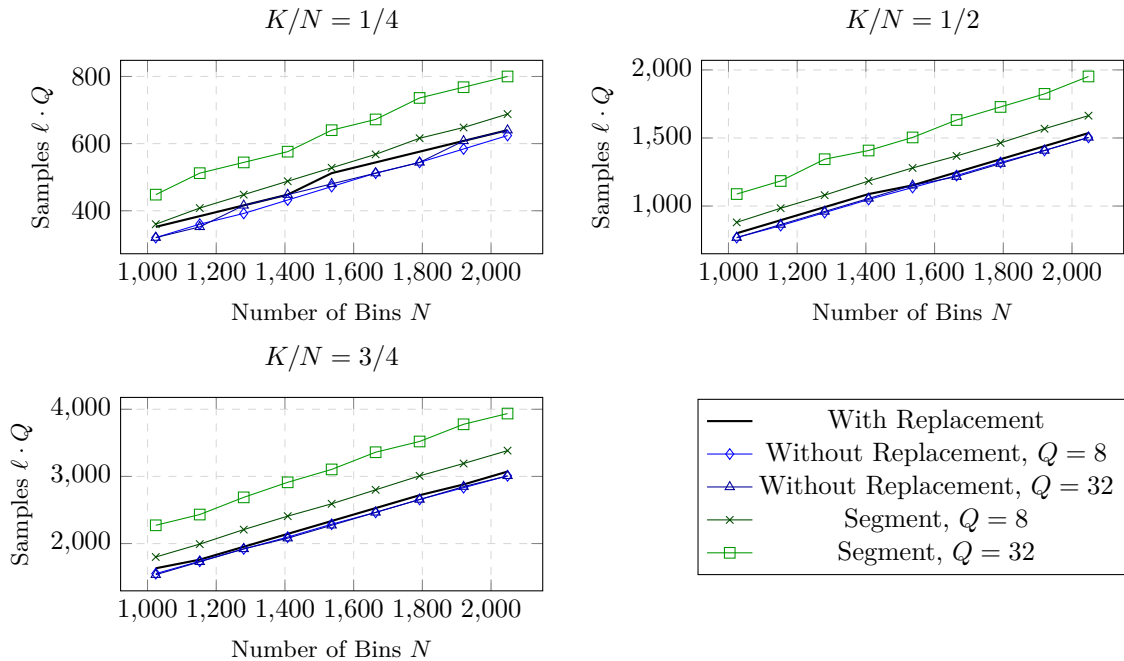 K/N = 1/4
Samples ℓ · Q
800
600
400
1,000 1,200 1,400 1,600 1,800 2,000
Number of Bins N
K/N = 1/2
Samples ℓ · Q
2,000
1,500
1,000
1,000 1,200 1,400 1,600 1,800 2,000
Number of Bins N
K/N = 3/4
Samples ℓ · Q
4,000
3,000
2,000
1,000 1,200 1,400 1,600 1,800 2,000
Number of Bins N
With Replacement
Without Replacement, Q = 8
Without Replacement, Q = 32
Segment, Q = 8
Segment, Q = 32